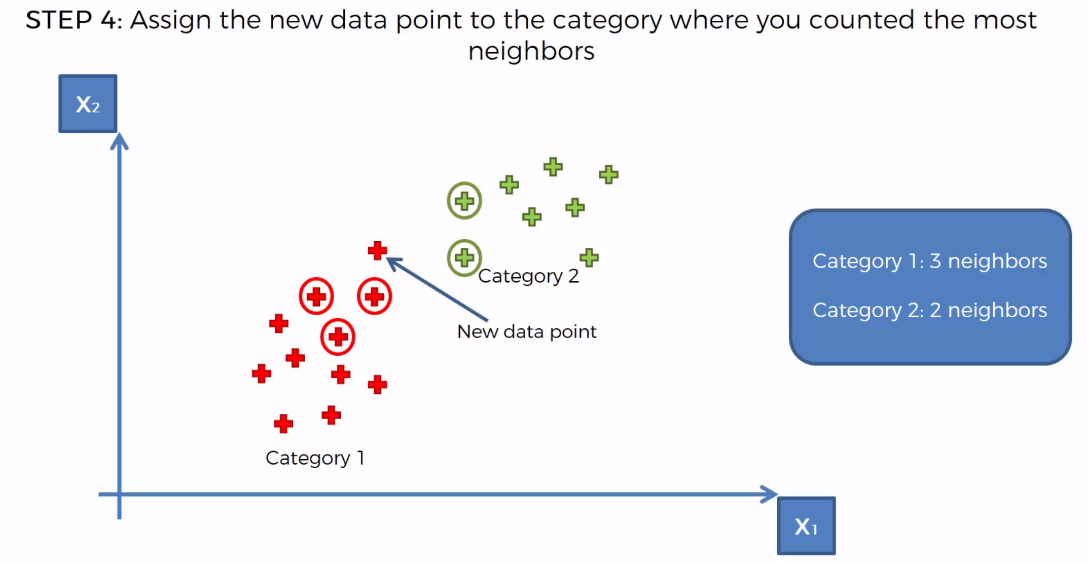 STEP 4: Assign the new data point to the category where you counted the most
neighbors
X2
Category 2
New data point
Category 1: 3 neighbors
Category 2: 2 neighbors
Category 1
X1